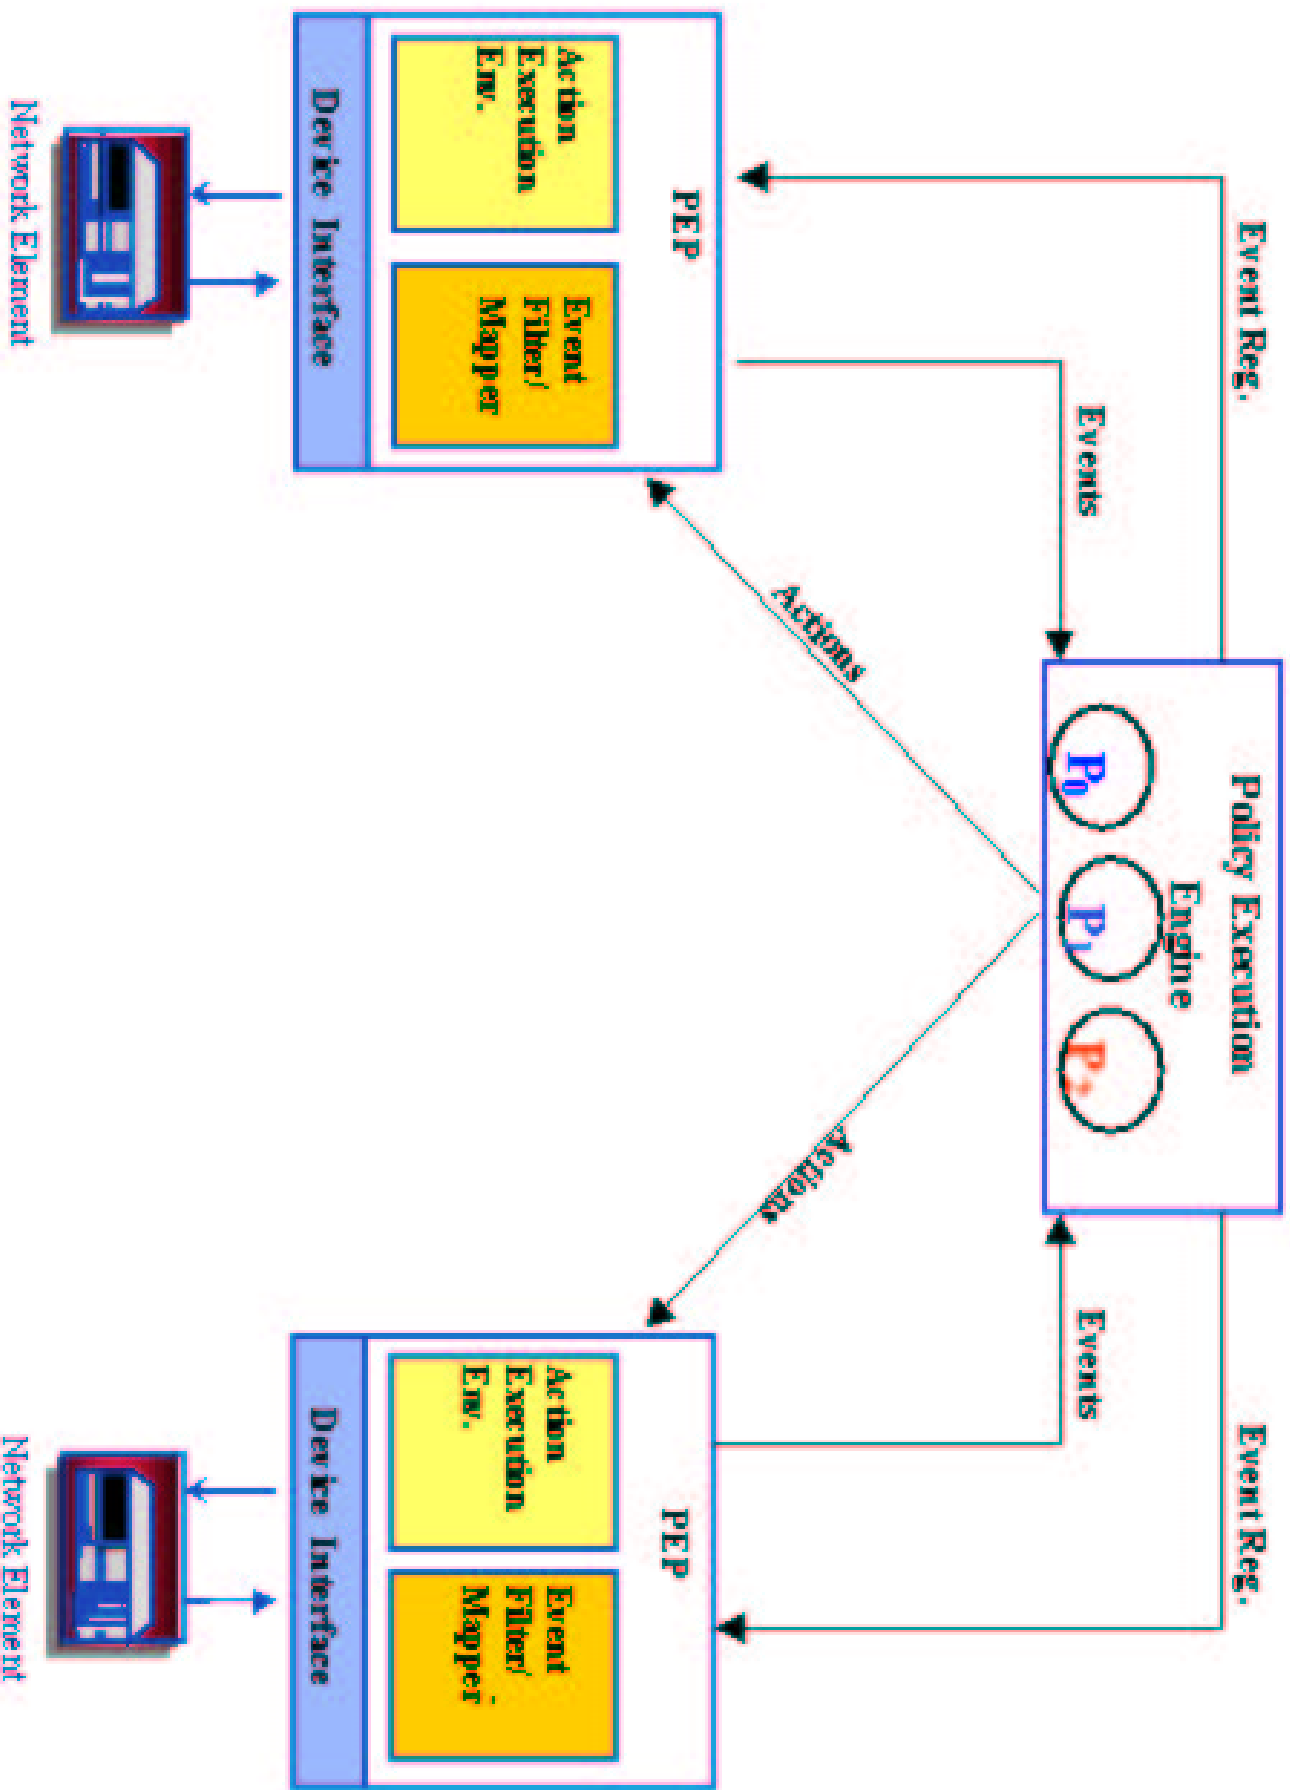 Policy Execution
Engine
P0
P1
P2
Event Reg.
Event Reg.
Events
Events
Actions
Actions
PEP
Action
Execution
Env.
Event
Filter/
Mapper
Device Interface
Network Element
PEP
Action
Execution
Env.
Event
Filter/
Mapper
Device Interface
Network Element